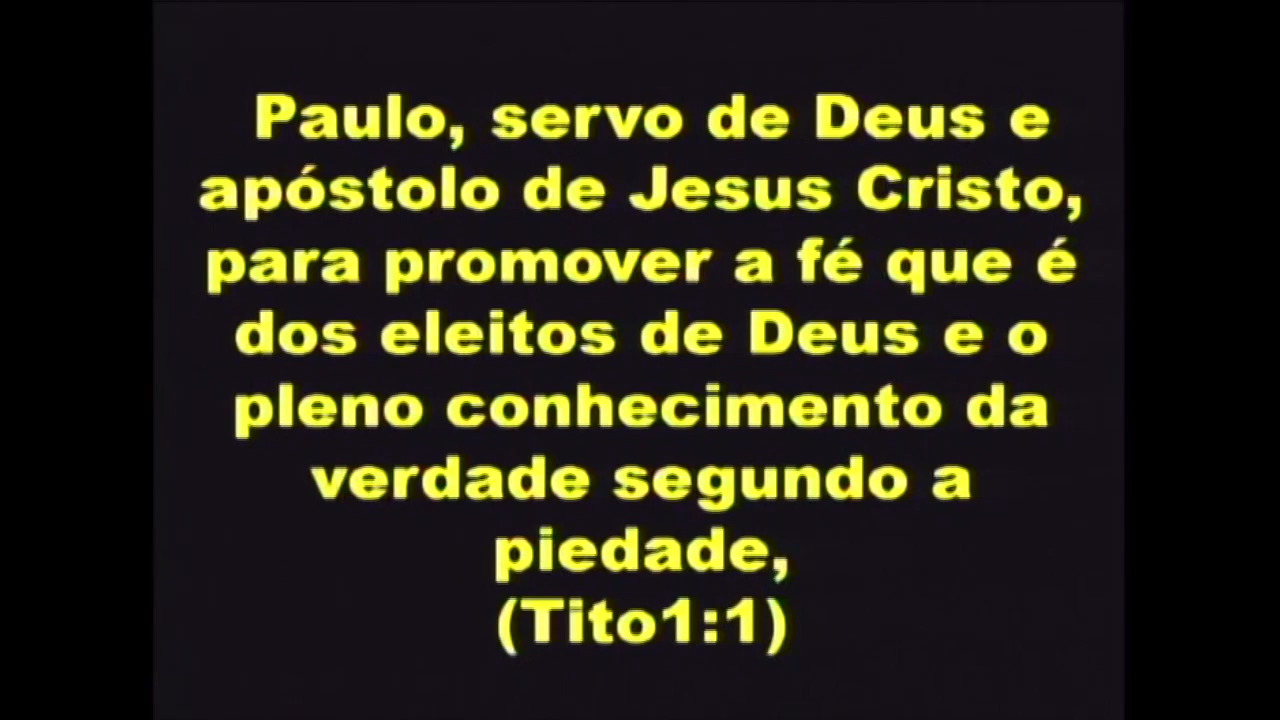 Paulo, servo de Deus e
apóstolo de Jesus Cristo,
para promover a fé que é
dos eleitos de Deus e o
pleno conhecimento da
verdade segundo a
piedade,
(Tito1:1)